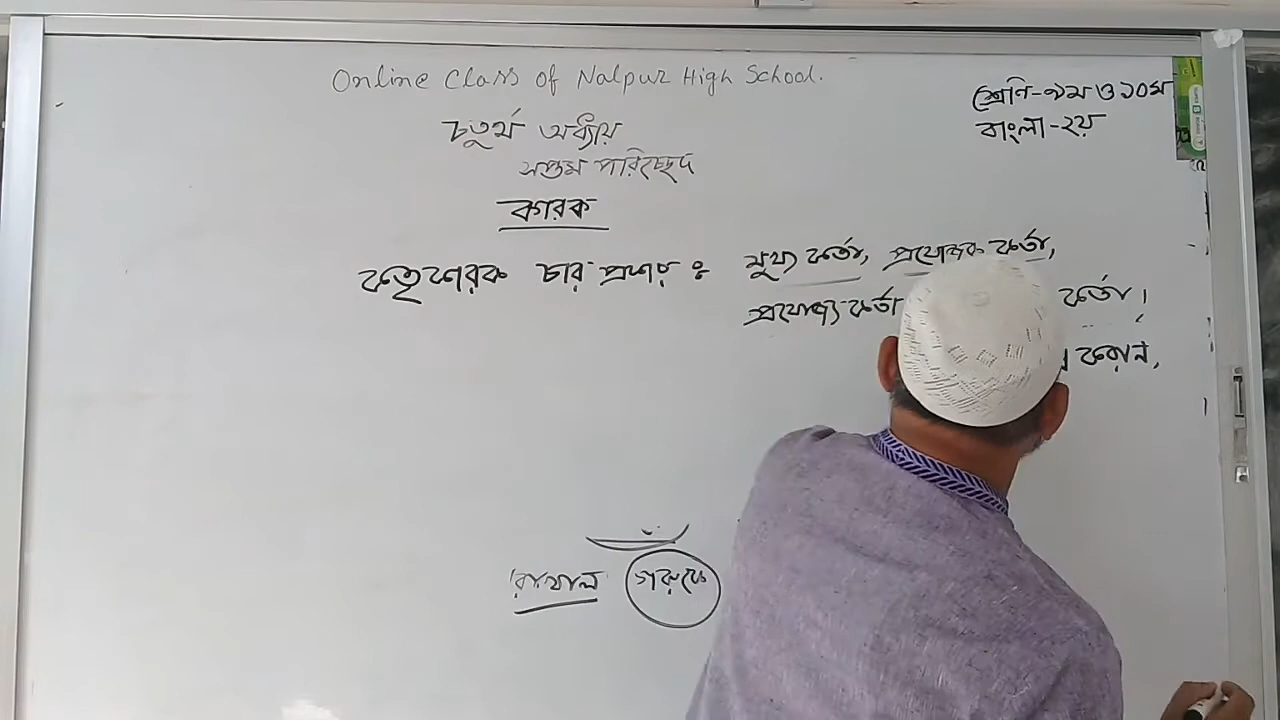 Online Class of Nalpur High School.
শ্রেণি-৯ম ও ১০ম
বাংলা-২য়
চতুর্থ অধ্যায়
সপ্তম পরিচ্ছেদ
কারক
কর্তৃকারক চার প্রকার ঃ মুখ্য কর্তা, প্রযোজক কর্তা,
প্রযোজ্য কর্তা কর্তা।
করান,
রাখাল গরুকে